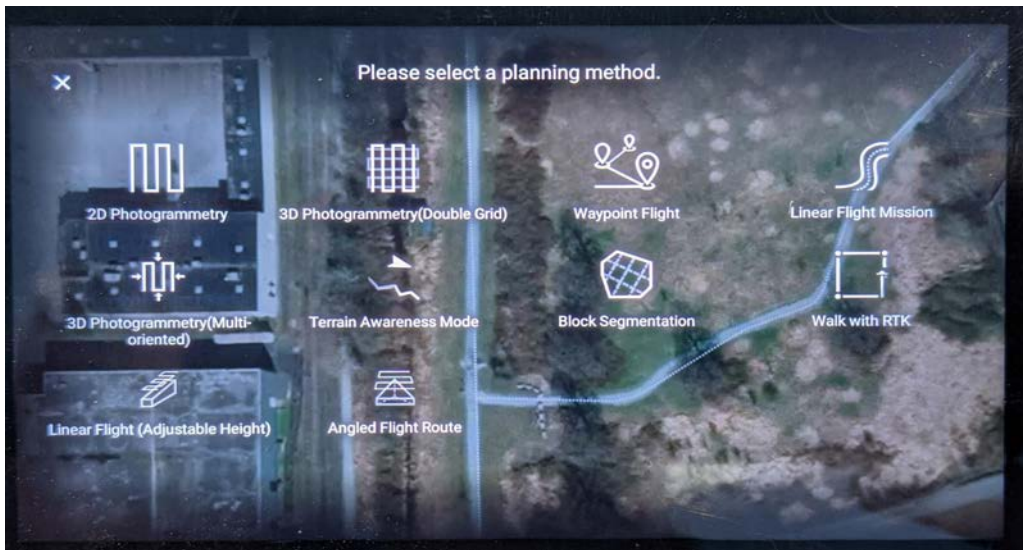 Please select a planning method.
2D Photogrammetry
3D Photogrammetry(Double Grid)
Waypoint Flight
Linear Flight Mission
3D Photogrammetry(Multi-
oriented)
Terrain Awareness Mode
Block Segmentation
Walk with RTK
Linear Flight (Adjustable Height)
Angled Flight Route